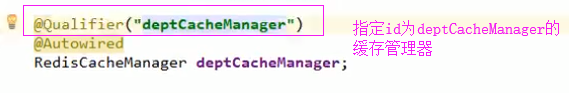 @Qualifier("deptCacheManager")
@Autowired
RedisCacheManager deptCacheManager;
指定id为deptCacheManager的
缓存管理器